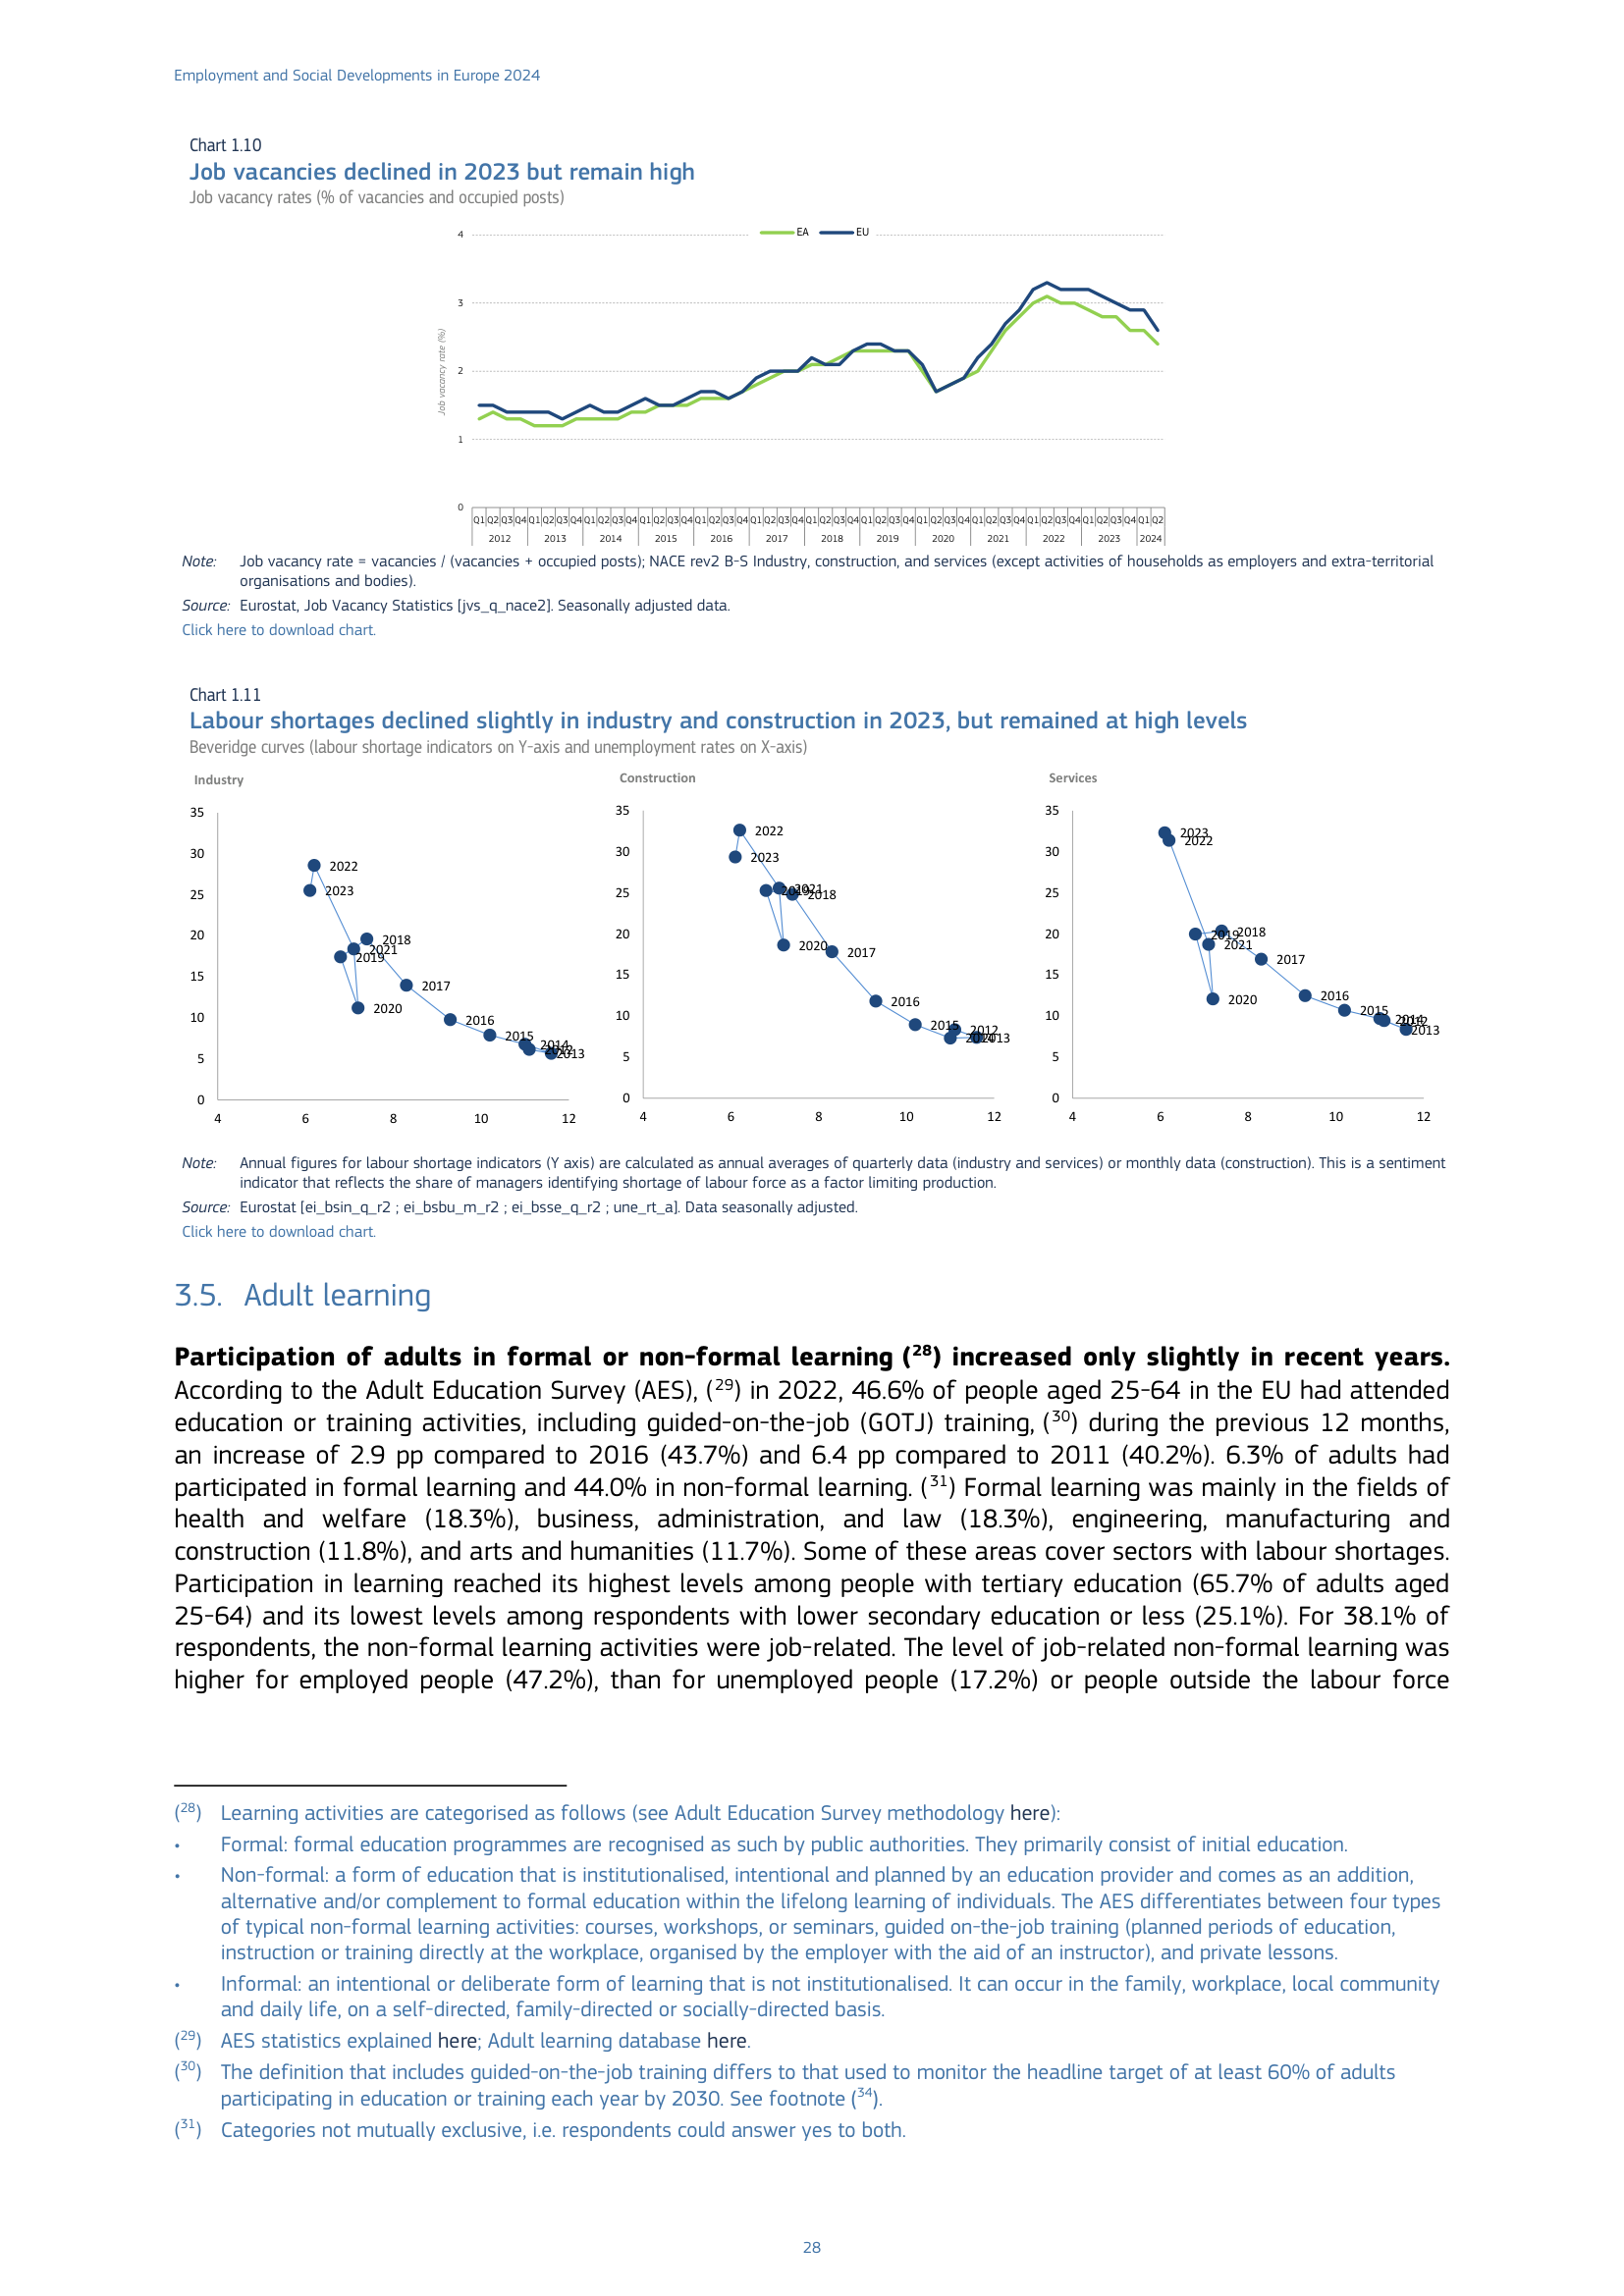 Employment and Social Developments in Europe 2024
Chart 1.10
Job vacancies declined in 2023 but remain high
Job vacancy rates (% of vacancies and occupied posts)
EA EU
Job vacancy rate (%)
4
3
2
1
0
Q1 Q2 Q3 Q4 Q1 Q2 Q3 Q4 Q1 Q2 Q3 Q4 Q1 Q2 Q3 Q4 Q1 Q2 Q3 Q4 Q1 Q2 Q3 Q4 Q1 Q2 Q3 Q4 Q1 Q2 Q3 Q4 Q1 Q2 Q3 Q4 Q1 Q2 Q3 Q4 Q1 Q2 Q3 Q4 Q1 Q2 Q3 Q4 Q1 Q2
2012 2013 2014 2015 2016 2017 2018 2019 2020 2021 2022 2023 2024
Note: Job vacancy rate = vacancies / (vacancies + occupied posts); NACE rev2 B-S Industry, construction, and services (except activities of households as employers and extra-territorial
organisations and bodies).
Source: Eurostat, Job Vacancy Statistics [jvs_q_nace2]. Seasonally adjusted data.
Click here to download chart.
Chart 1.11
Labour shortages declined slightly in industry and construction in 2023, but remained at high levels
Beveridge curves (labour shortage indicators on Y-axis and unemployment rates on X-axis)
Industry
35
30
25
20
15
10
5
0
4 6 8 10 12
2022
2023
2018
2021
2019
2017
2020
2016
2015
2014
2012
2013
Construction
35
30
25
20
15
10
5
0
4 6 8 10 12
2022
2023
2021
2019
2018
2020
2017
2016
2015
2012
2014
2013
Services
35
30
25
20
15
10
5
0
4 6 8 10 12
2023
2022
2018
2019
2021
2017
2020
2016
2015
2014
2012
2013
Note: Annual figures for labour shortage indicators (Y axis) are calculated as annual averages of quarterly data (industry and services) or monthly data (construction). This is a sentiment
indicator that reflects the share of managers identifying shortage of labour force as a factor limiting production.
Source: Eurostat [ei_bsin_q_r2 ; ei_bsbu_m_r2 ; ei_bsse_q_r2 ; une_rt_a]. Data seasonally adjusted.
Click here to download chart.
3.5. Adult learning
Participation of adults in formal or non-formal learning (28) increased only slightly in recent years.
According to the Adult Education Survey (AES), (29) in 2022, 46.6% of people aged 25-64 in the EU had attended
education or training activities, including guided-on-the-job (GOTJ) training, (30) during the previous 12 months,
an increase of 2.9 pp compared to 2016 (43.7%) and 6.4 pp compared to 2011 (40.2%). 6.3% of adults had
participated in formal learning and 44.0% in non-formal learning. (31) Formal learning was mainly in the fields of
health and welfare (18.3%), business, administration, and law (18.3%), engineering, manufacturing and
construction (11.8%), and arts and humanities (11.7%). Some of these areas cover sectors with labour shortages.
Participation in learning reached its highest levels among people with tertiary education (65.7% of adults aged
25-64) and its lowest levels among respondents with lower secondary education or less (25.1%). For 38.1% of
respondents, the non-formal learning activities were job-related. The level of job-related non-formal learning was
higher for employed people (47.2%), than for unemployed people (17.2%) or people outside the labour force
(28) Learning activities are categorised as follows (see Adult Education Survey methodology here):
• Formal: formal education programmes are recognised as such by public authorities. They primarily consist of initial education.
• Non-formal: a form of education that is institutionalised, intentional and planned by an education provider and comes as an addition,
alternative and/or complement to formal education within the lifelong learning of individuals. The AES differentiates between four types
of typical non-formal learning activities: courses, workshops, or seminars, guided on-the-job training (planned periods of education,
instruction or training directly at the workplace, organised by the employer with the aid of an instructor), and private lessons.
• Informal: an intentional or deliberate form of learning that is not institutionalised. It can occur in the family, workplace, local community
and daily life, on a self-directed, family-directed or socially-directed basis.
(29) AES statistics explained here; Adult learning database here.
(30) The definition that includes guided-on-the-job training differs to that used to monitor the headline target of at least 60% of adults
participating in education or training each year by 2030. See footnote (34).
(31) Categories not mutually exclusive, i.e. respondents could answer yes to both.
28